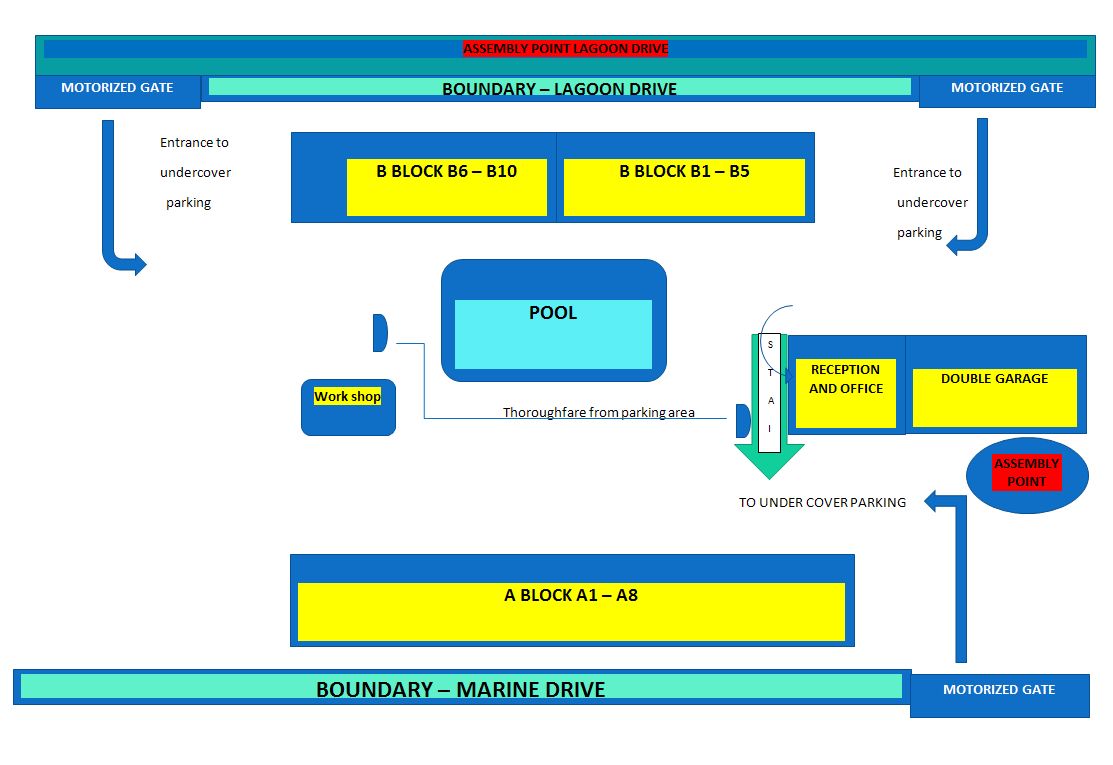 ASSEMBLY POINT LAGOON DRIVE
MOTORIZED GATE
BOUNDARY – LAGOON DRIVE
MOTORIZED GATE
Entrance to
undercover
parking
B BLOCK B6 – B10
B BLOCK B1 – B5
Entrance to
undercover
parking
POOL
S
T
A
I
RECEPTION
AND OFFICE
DOUBLE GARAGE
Work shop
Thoroughfare from parking area
ASSEMBLY
POINT
TO UNDER COVER PARKING
A BLOCK A1 – A8
BOUNDARY – MARINE DRIVE
MOTORIZED GATE